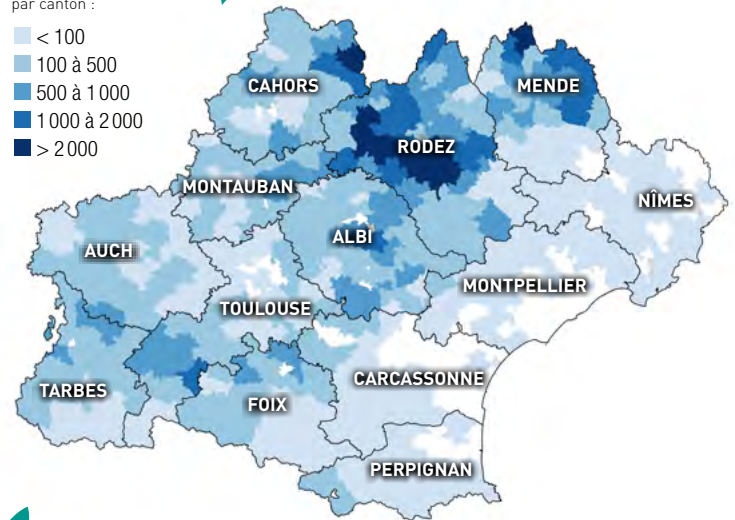 par canton :
< 100
100 à 500
500 à 1 000
1 000 à 2 000
> 2 000
CAHORS
MENDE
RODEZ
MONTAUBAN
NÎMES
ALBI
AUCH
MONTPELLIER
TOULOUSE
CARCASSONNE
TARBES
FOIX
PERPIGNAN